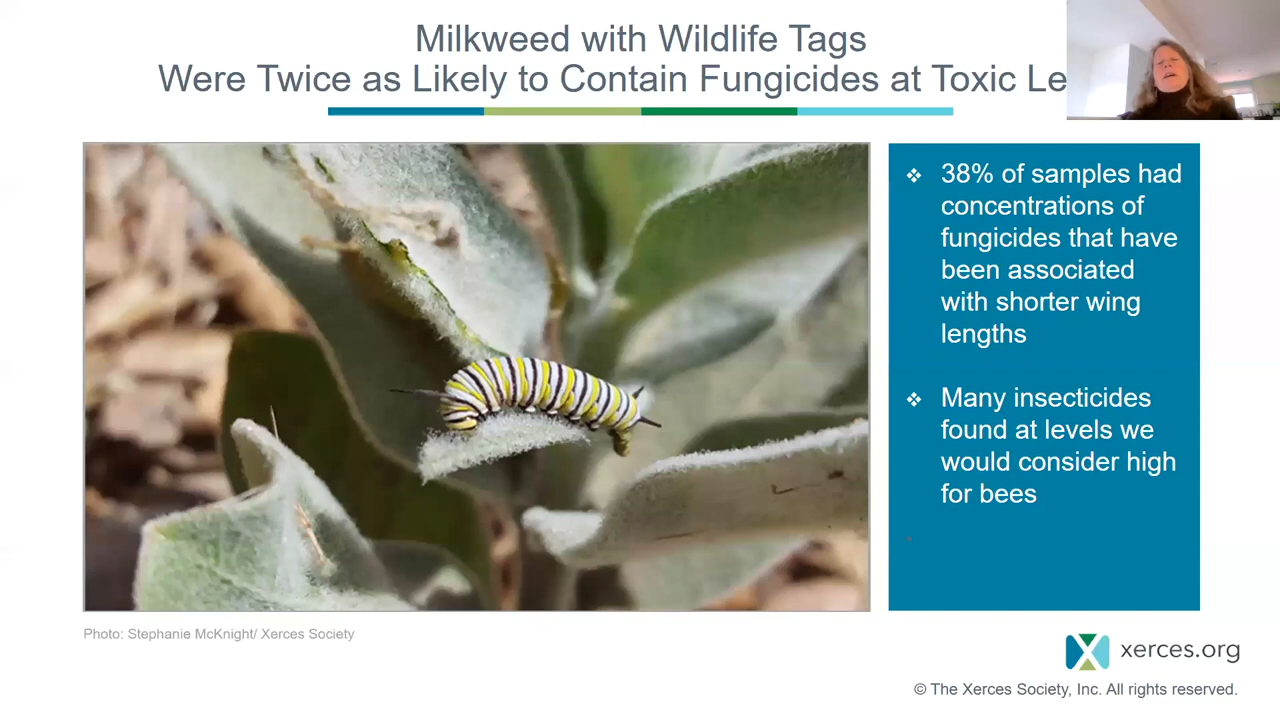 Milkweed with Wildlife Tags
Were Twice as Likely to Contain Fungicides at Toxic Le
❖ 38% of samples had
concentrations of
fungicides that have
been associated
with shorter wing
lengths
❖ Many insecticides
found at levels we
would consider high
for bees
Photo: Stephanie McKnight/ Xerces Society
xerces.org
© The Xerces Society, Inc. All rights reserved.